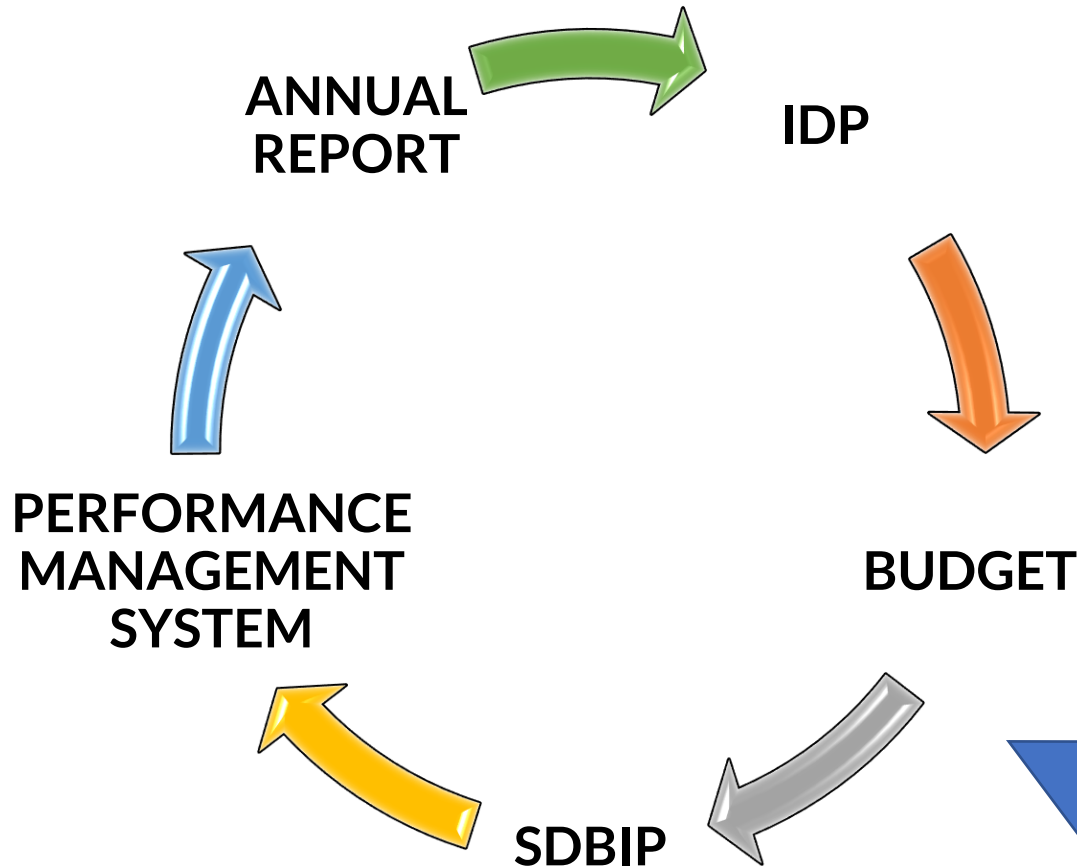 ANNUAL
REPORT
IDP
BUDGET
SDBIP
PERFORMANCE
MANAGEMENT
SYSTEM